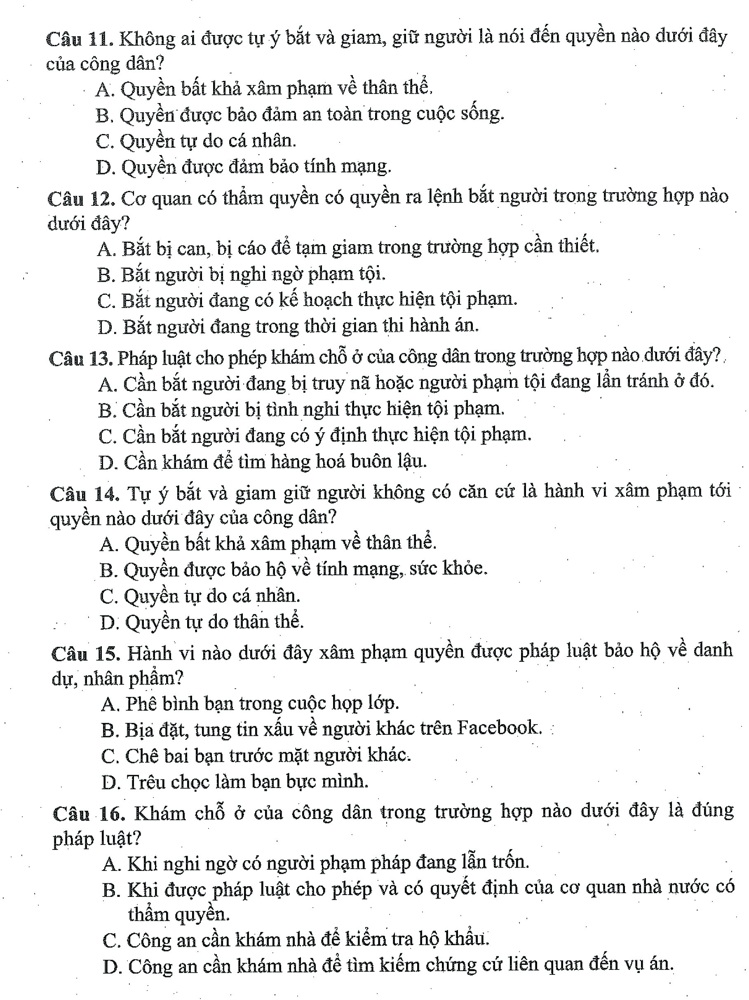 Câu 11. Không ai được tự ý bắt và giam, giữ người là nói đến quyền nào dưới đây
của công dân?
A. Quyền bất khả xâm phạm về thân thể.
B. Quyền được bảo đảm an toàn trong cuộc sống.
C. Quyền tự do cá nhân.
D. Quyền được đảm bảo tính mạng.
Câu 12. Cơ quan có thẩm quyền có quyền ra lệnh bắt người trong trường hợp nào
dưới đây?
A. Bắt bị can, bị cáo để tạm giam trong trường hợp cần thiết.
B. Bắt người bị nghi ngờ phạm tội.
C. Bắt người đang có kế hoạch thực hiện tội phạm.
D. Bắt người đang trong thời gian thi hành án.
Câu 13. Pháp luật cho phép khám chỗ ở của công dân trong trường hợp nào dưới đây?
A. Cần bắt người đang bị truy nã hoặc người phạm tội đang lẩn tránh ở đó.
B. Cần bắt người bị tình nghi thực hiện tội phạm.
C. Cần bắt người đang có ý định thực hiện tội phạm.
D. Cần khám để tìm hàng hoá buôn lậu.
Câu 14. Tự ý bắt và giam giữ người không có căn cứ là hành vi xâm phạm tới
quyền nào dưới đây của công dân?
A. Quyền bất khả xâm phạm về thân thể.
B. Quyền được bảo hộ về tính mạng, sức khỏe.
C. Quyền tự do cá nhân.
D. Quyền tự do thân thể.
Câu 15. Hành vi nào dưới đây xâm phạm quyền được pháp luật bảo hộ về danh
dự, nhân phẩm?
A. Phê bình bạn trong cuộc họp lớp.
B. Bịa đặt, tung tin xấu về người khác trên Facebook.
C. Chê bai bạn trước mặt người khác.
D. Trêu chọc làm bạn bực mình.
Câu 16. Khám chỗ ở của công dân trong trường hợp nào dưới đây là đúng
pháp luật?
A. Khi nghi ngờ có người phạm pháp đang lẫn trốn.
B. Khi được pháp luật cho phép và có quyết định của cơ quan nhà nước có
thẩm quyền.
C. Công an cần khám nhà để kiểm tra hộ khẩu.
D. Công an cần khám nhà để tìm kiếm chứng cứ liên quan đến vụ án.